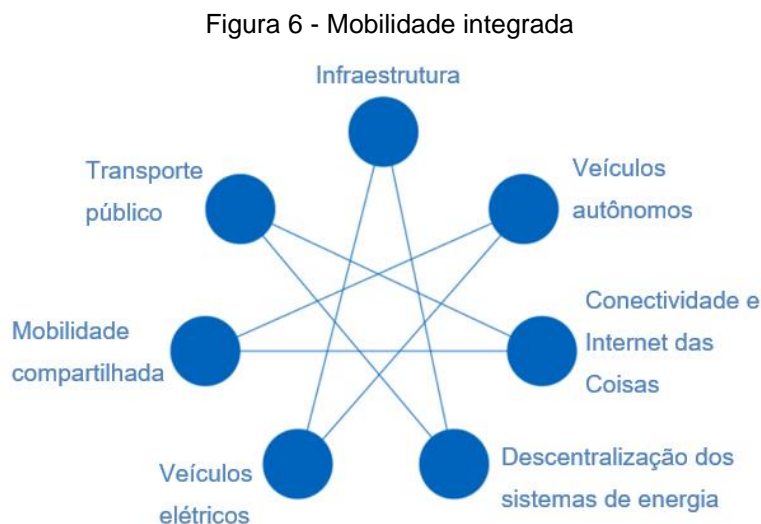 Figura 6 - Mobilidade integrada
Infraestrutura
Transporte
público
Veículos
autônomos
Mobilidade
compartilhada
Conectividade e
Internet das
Coisas
Veículos
elétricos
Descentralização dos
sistemas de energia